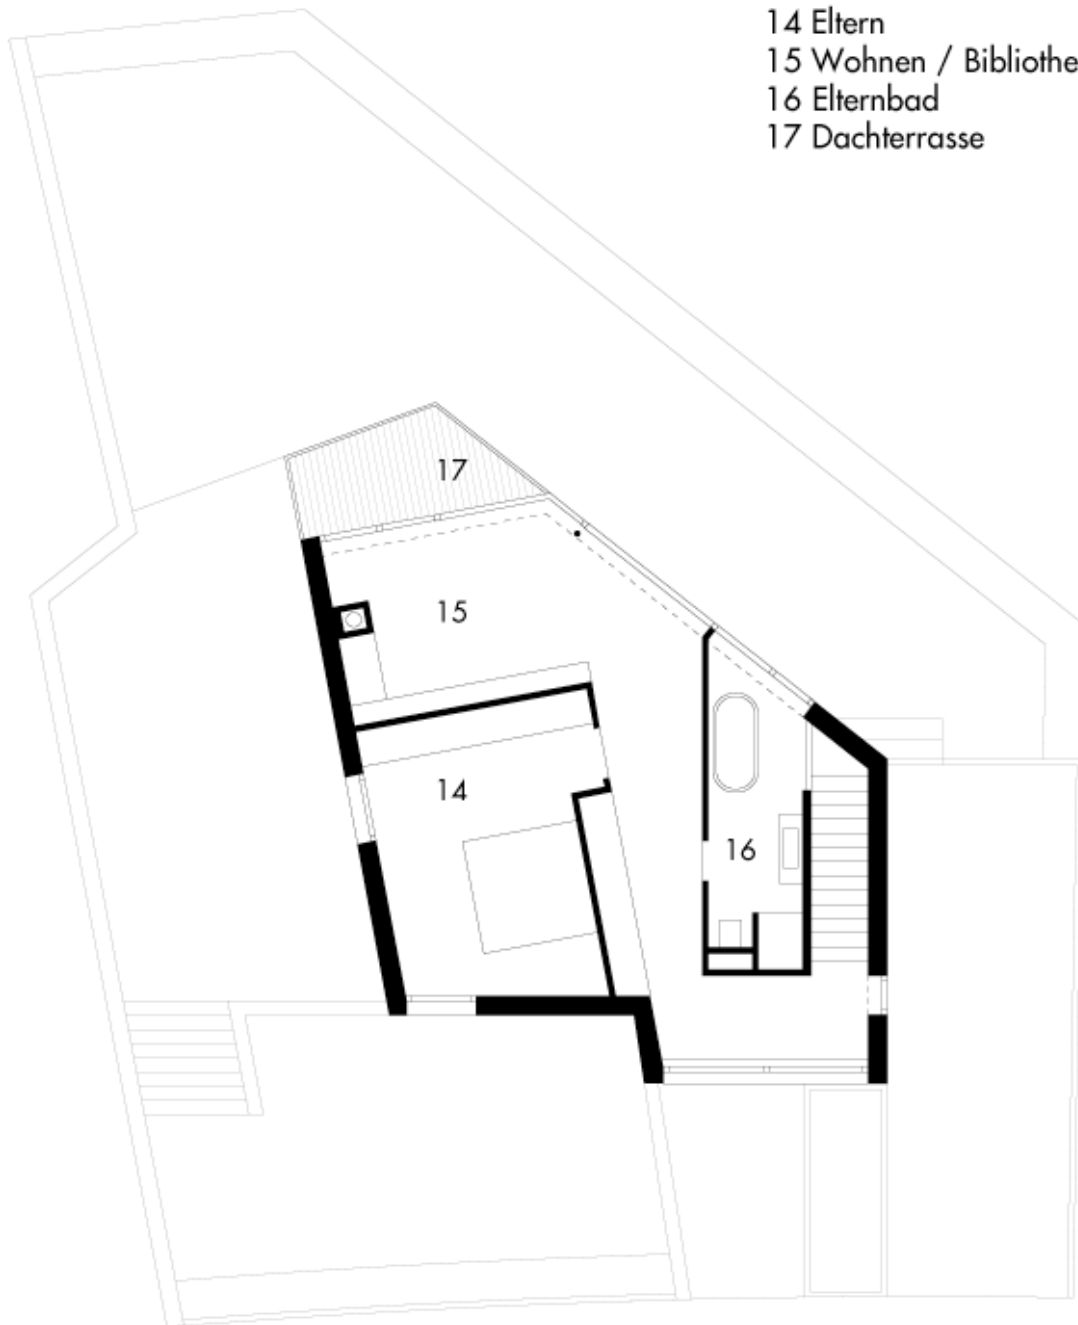 14 Eltern
15 Wohnen / Bibliothe
16 Elternbad
17 Dachterrasse
17
15
14
16